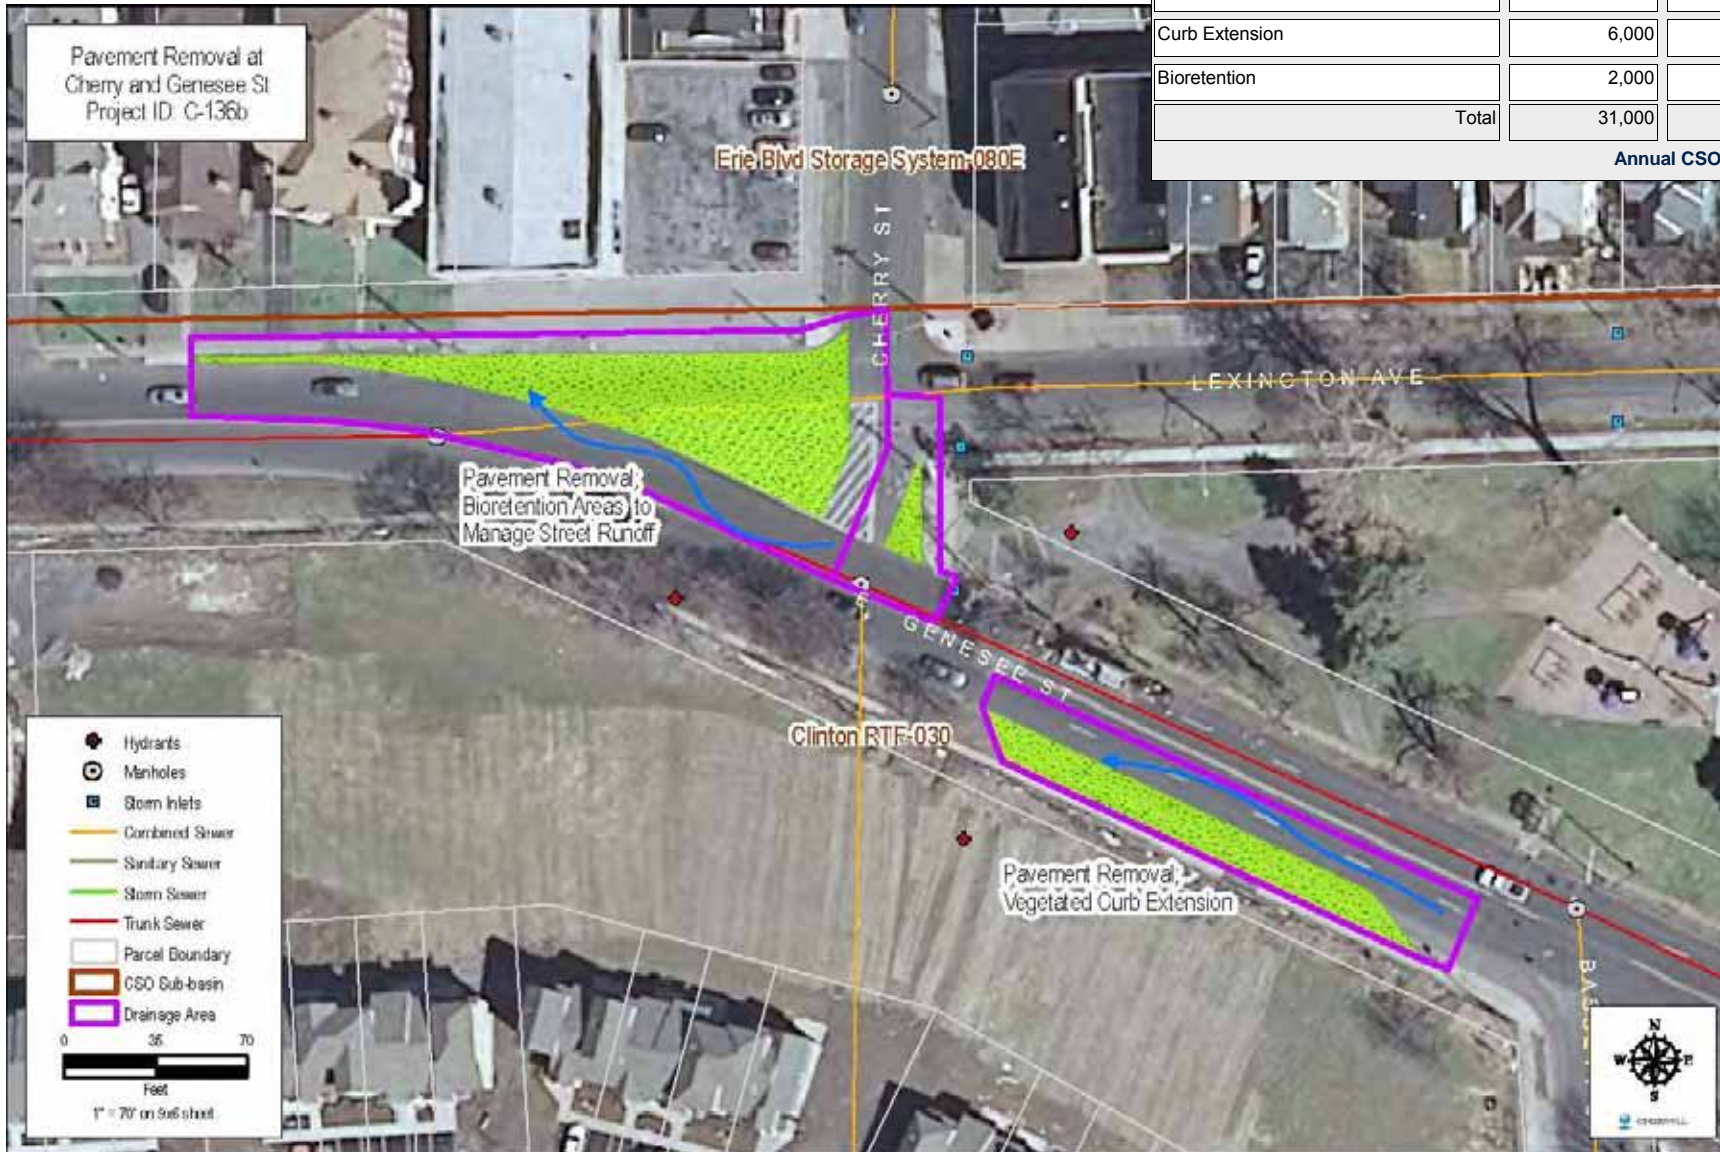 Pavement Removal at
Cherry and Genesee St
Project ID: C-136b
Curb Extension 6,000
Bioretention 2,000
Total 31,000
Annual CSO
Erie Blvd Storage System-080E
CHERRY ST
LEXINGTON AVE
Pavement Removal;
Bioretention Areas to
Manage Street Runoff
GENESEE ST
Clinton RTF-030
Pavement Removal;
Vegetated Curb Extension
Hydrants
Manholes
Storm Inlets
Combined Sewer
Sanitary Sewer
Storm Sewer
Trunk Sewer
Parcel Boundary
CSO Sub-basin
Drainage Area
0 35 70
Feet
1" = 70' on 9x6 sheet
N
W E
S